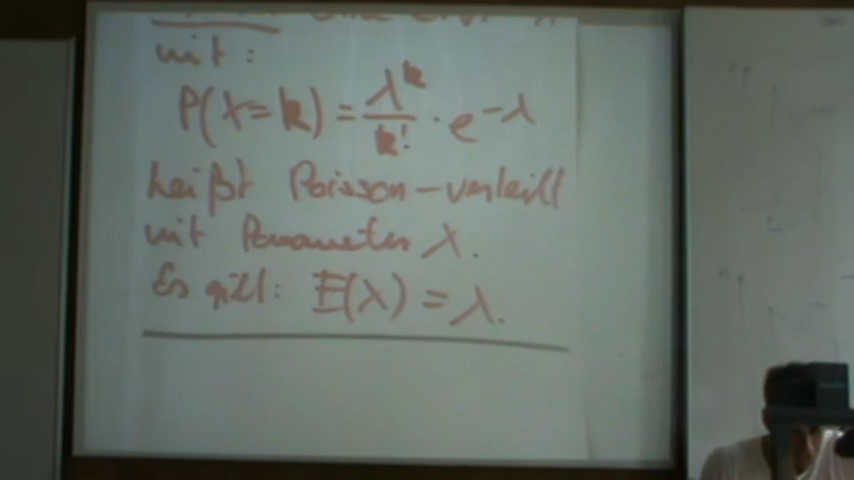 mit:
P(X=k) = λ^k / k! · e^-λ
heißt Poisson-verteilt
mit Parameter λ.
Es gilt: E(X) = λ.